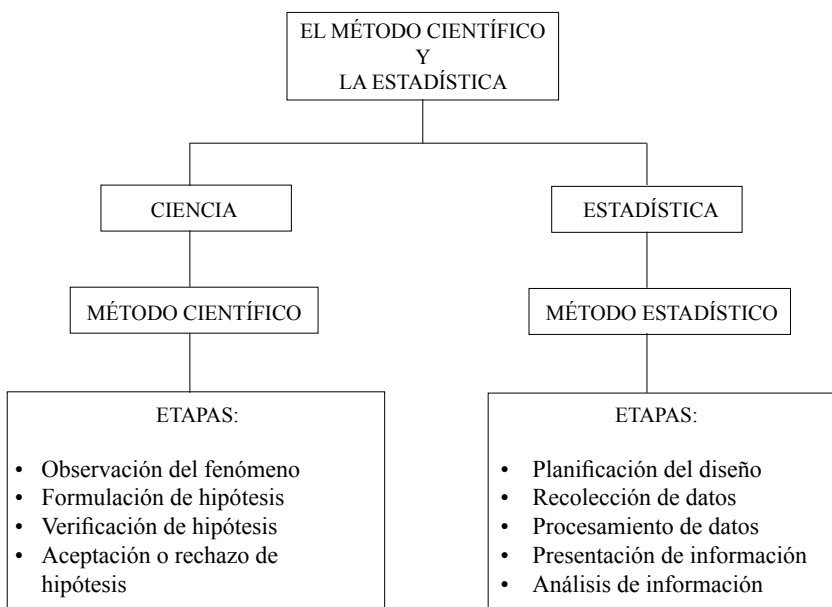 EL MÉTODO CIENTÍFICO
Y
LA ESTADÍSTICA
CIENCIA
ESTADÍSTICA
MÉTODO CIENTÍFICO
MÉTODO ESTADÍSTICO
ETAPAS:
• Observación del fenómeno
• Formulación de hipótesis
• Verificación de hipótesis
• Aceptación o rechazo de
hipótesis
ETAPAS:
• Planificación del diseño
• Recolección de datos
• Procesamiento de datos
• Presentación de información
• Análisis de información